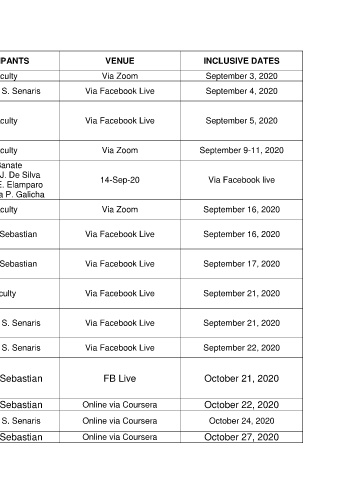 IPANTS VENUE INCLUSIVE DATES
culty Via Zoom September 3, 2020
S. Senaris Via Facebook Live September 4, 2020
culty Via Facebook Live September 5, 2020
culty Via Zoom September 9-11, 2020
Banate
J. De Silva
E. Elamparo
a P. Galicha
14-Sep-20 Via Facebook live
culty Via Zoom September 16, 2020
Sebastian Via Facebook Live September 16, 2020
Sebastian Via Facebook Live September 17, 2020
culty Via Facebook Live September 21, 2020
S. Senaris Via Facebook Live September 21, 2020
S. Senaris Via Facebook Live September 22, 2020
Sebastian FB Live October 21, 2020
Sebastian Online via Coursera October 22, 2020
S. Senaris Online via Coursera October 24, 2020
Sebastian Online via Coursera October 27, 2020